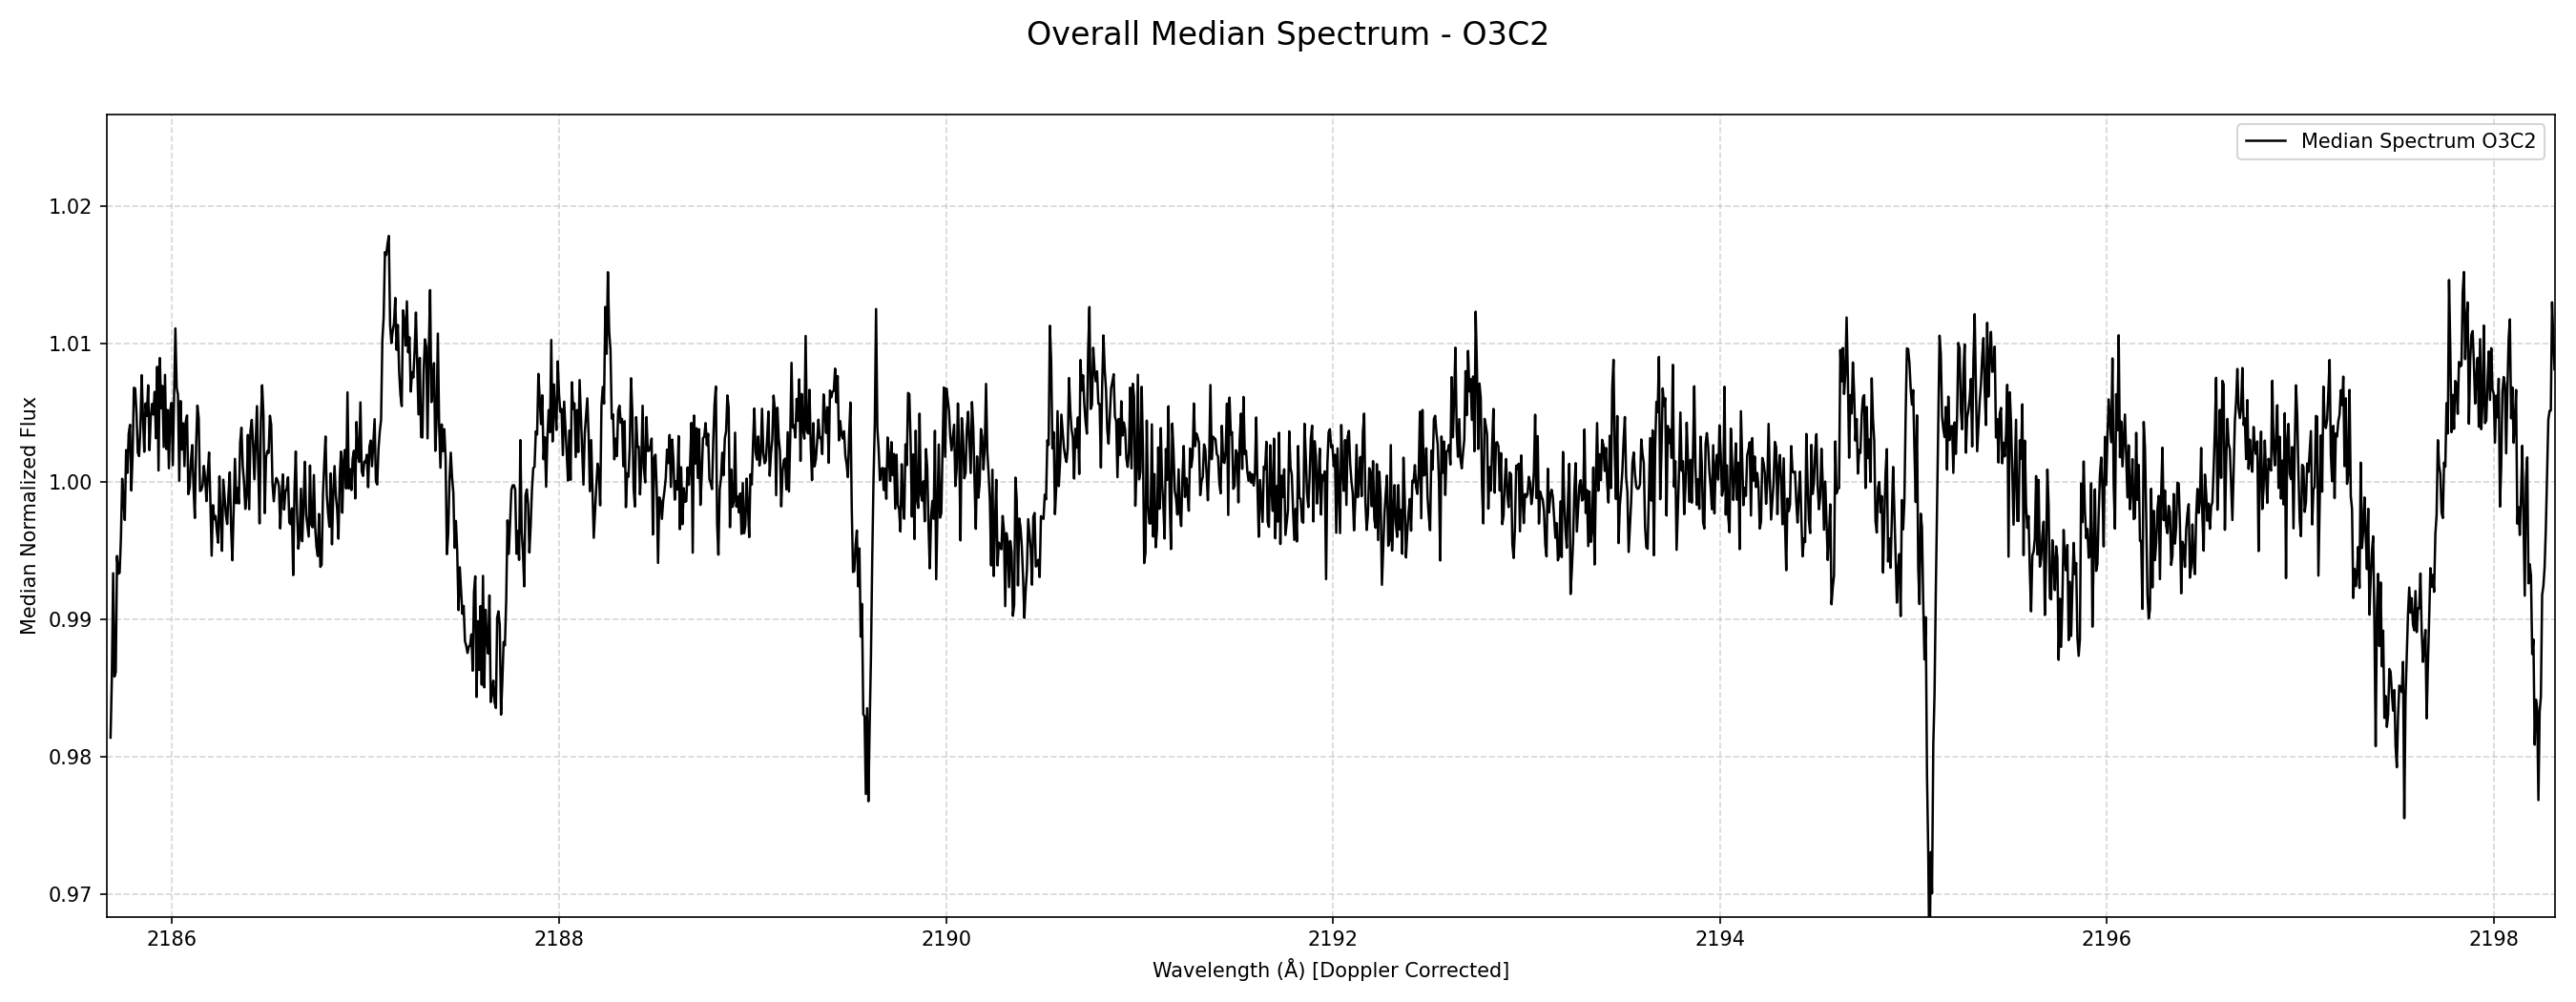 Overall Median Spectrum - O3C2
Median Spectrum O3C2
Median Normalized Flux
1.02
1.01
1.00
0.99
0.98
0.97
2186 2188 2190 2192 2194 2196 2198
Wavelength (Å) [Doppler Corrected]